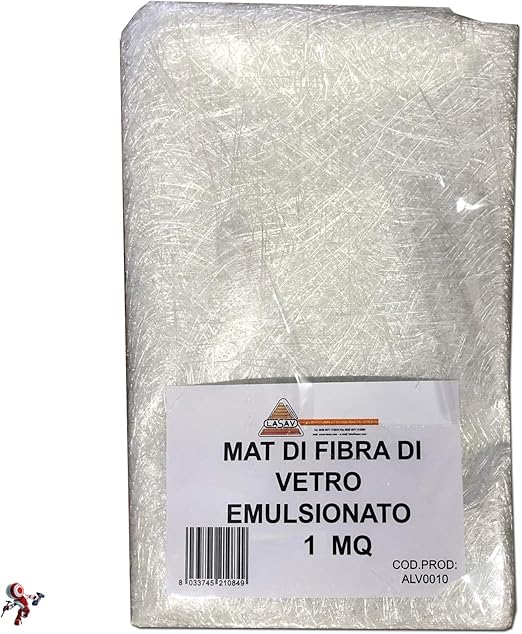 LASAV
MAT DI FIBRA DI
VETRO
EMULSIONATO
1 MQ
COD.PROD:
ALV0010
8 033745 210849